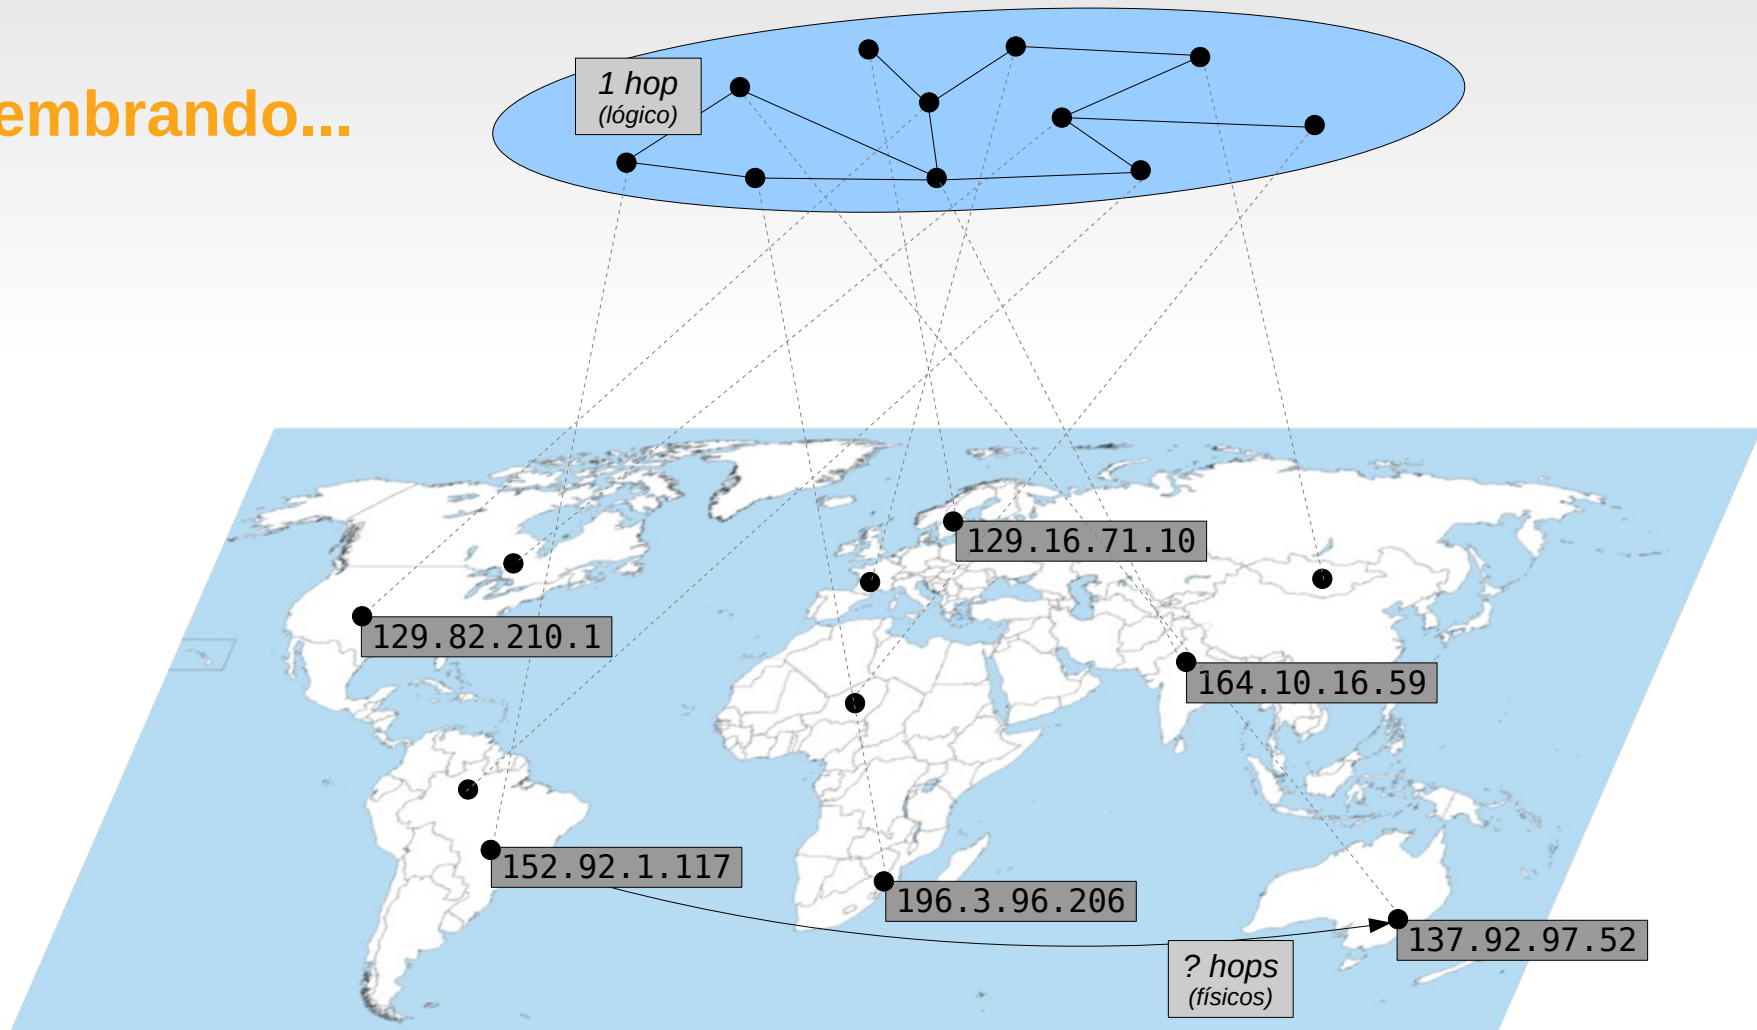 embrando...
1 hop
(lógico)
129.16.71.10
129.82.210.1
164.10.16.59
152.92.1.117
196.3.96.206
137.92.97.52
? hops
(físicos)